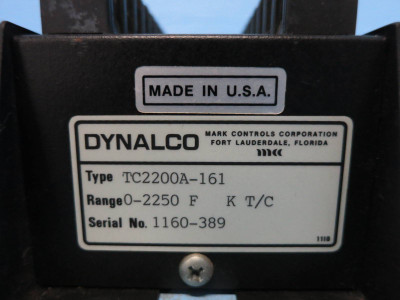 MADE IN U.S.A.
DYNALCO MARK CONTROLS CORPORATION
FORT LAUDERDALE, FLORIDA
mcc
Type TC2200A-161
Range 0-2250 F K T/C
Serial No. 1160-389